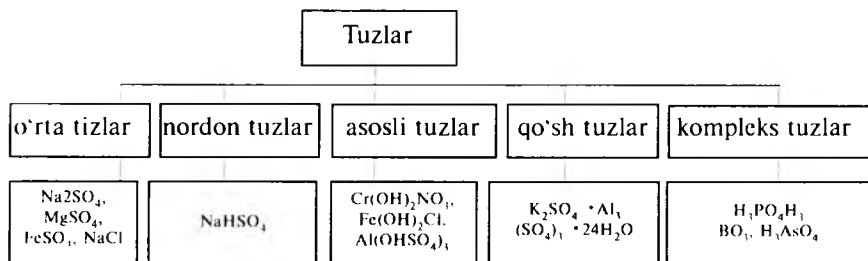 Tuzlar
o‘rta tizlar
nordon tuzlar
asosli tuzlar
qo‘sh tuzlar
kompleks tuzlar
Na2SO₄,
MgSO₄,
FeSO₃, NaCl
NaHSO₄
Cr(OH)₂NO₃,
Fe(OH)₂Cl.
Al(OHSO₄)₃
K₂SO₄ · Al₃
(SO₄)₃ · 24H₂O
H₃PO₄H₃
BO₃, H₃AsO₄